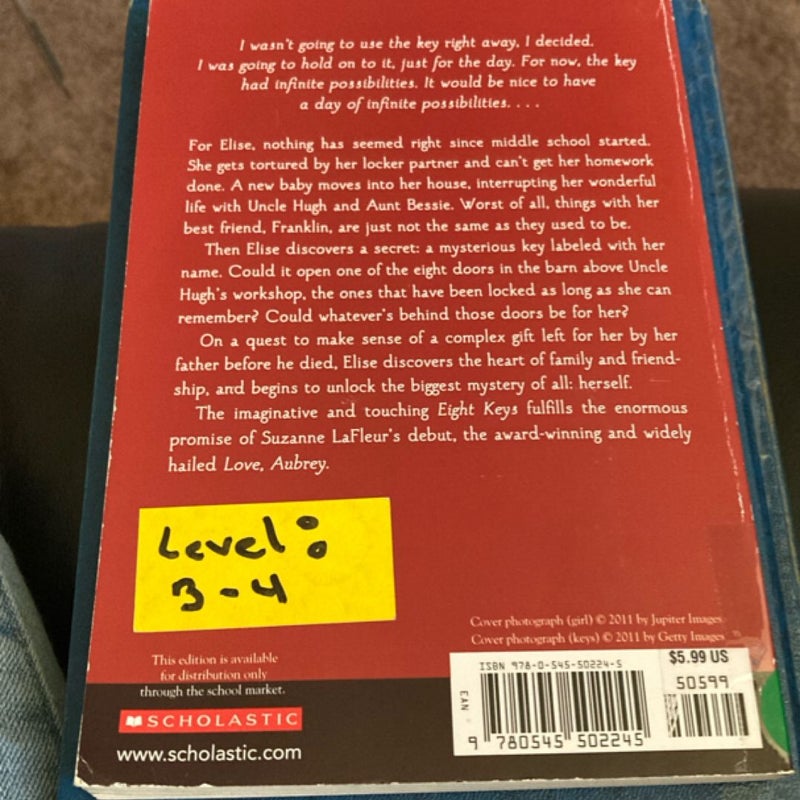 I wasn't going to use the key right away, I decided.
I was going to hold on to it, just for the day. For now, the key
had infinite possibilities. It would be nice to have
a day of infinite possibilities. . . .
For Elise, nothing has seemed right since middle school started.
She gets tortured by her locker partner and can't get her homework
done. A new baby moves into her house, interrupting her wonderful
life with Uncle Hugh and Aunt Bessie. Worst of all, things with her
best friend, Franklin, are just not the same as they used to be.
Then Elise discovers a secret: a mysterious key labeled with her
name. Could it open one of the eight doors in the barn above Uncle
Hugh's workshop, the ones that have been locked as long as she can
remember? Could whatever's behind those doors be for her?
On a quest to make sense of a complex gift left for her by her
father before he died, Elise discovers the heart of family and friend-
ship, and begins to unlock the biggest mystery of all: herself.
The imaginative and touching Eight Keys fulfills the enormous
promise of Suzanne LaFleur's debut, the award-winning and widely
hailed Love, Aubrey.
Level:
3-4
Cover photograph (girl) © 2011 by Jupiter Images
Cover photograph (keys) © 2011 by Getty Images
This edition is available
for distribution only
through the school market.
SCHOLASTIC
www.scholastic.com
ISBN 978-0-545-50224-5
$5.99 US
50599
EAN
9 780545 502245